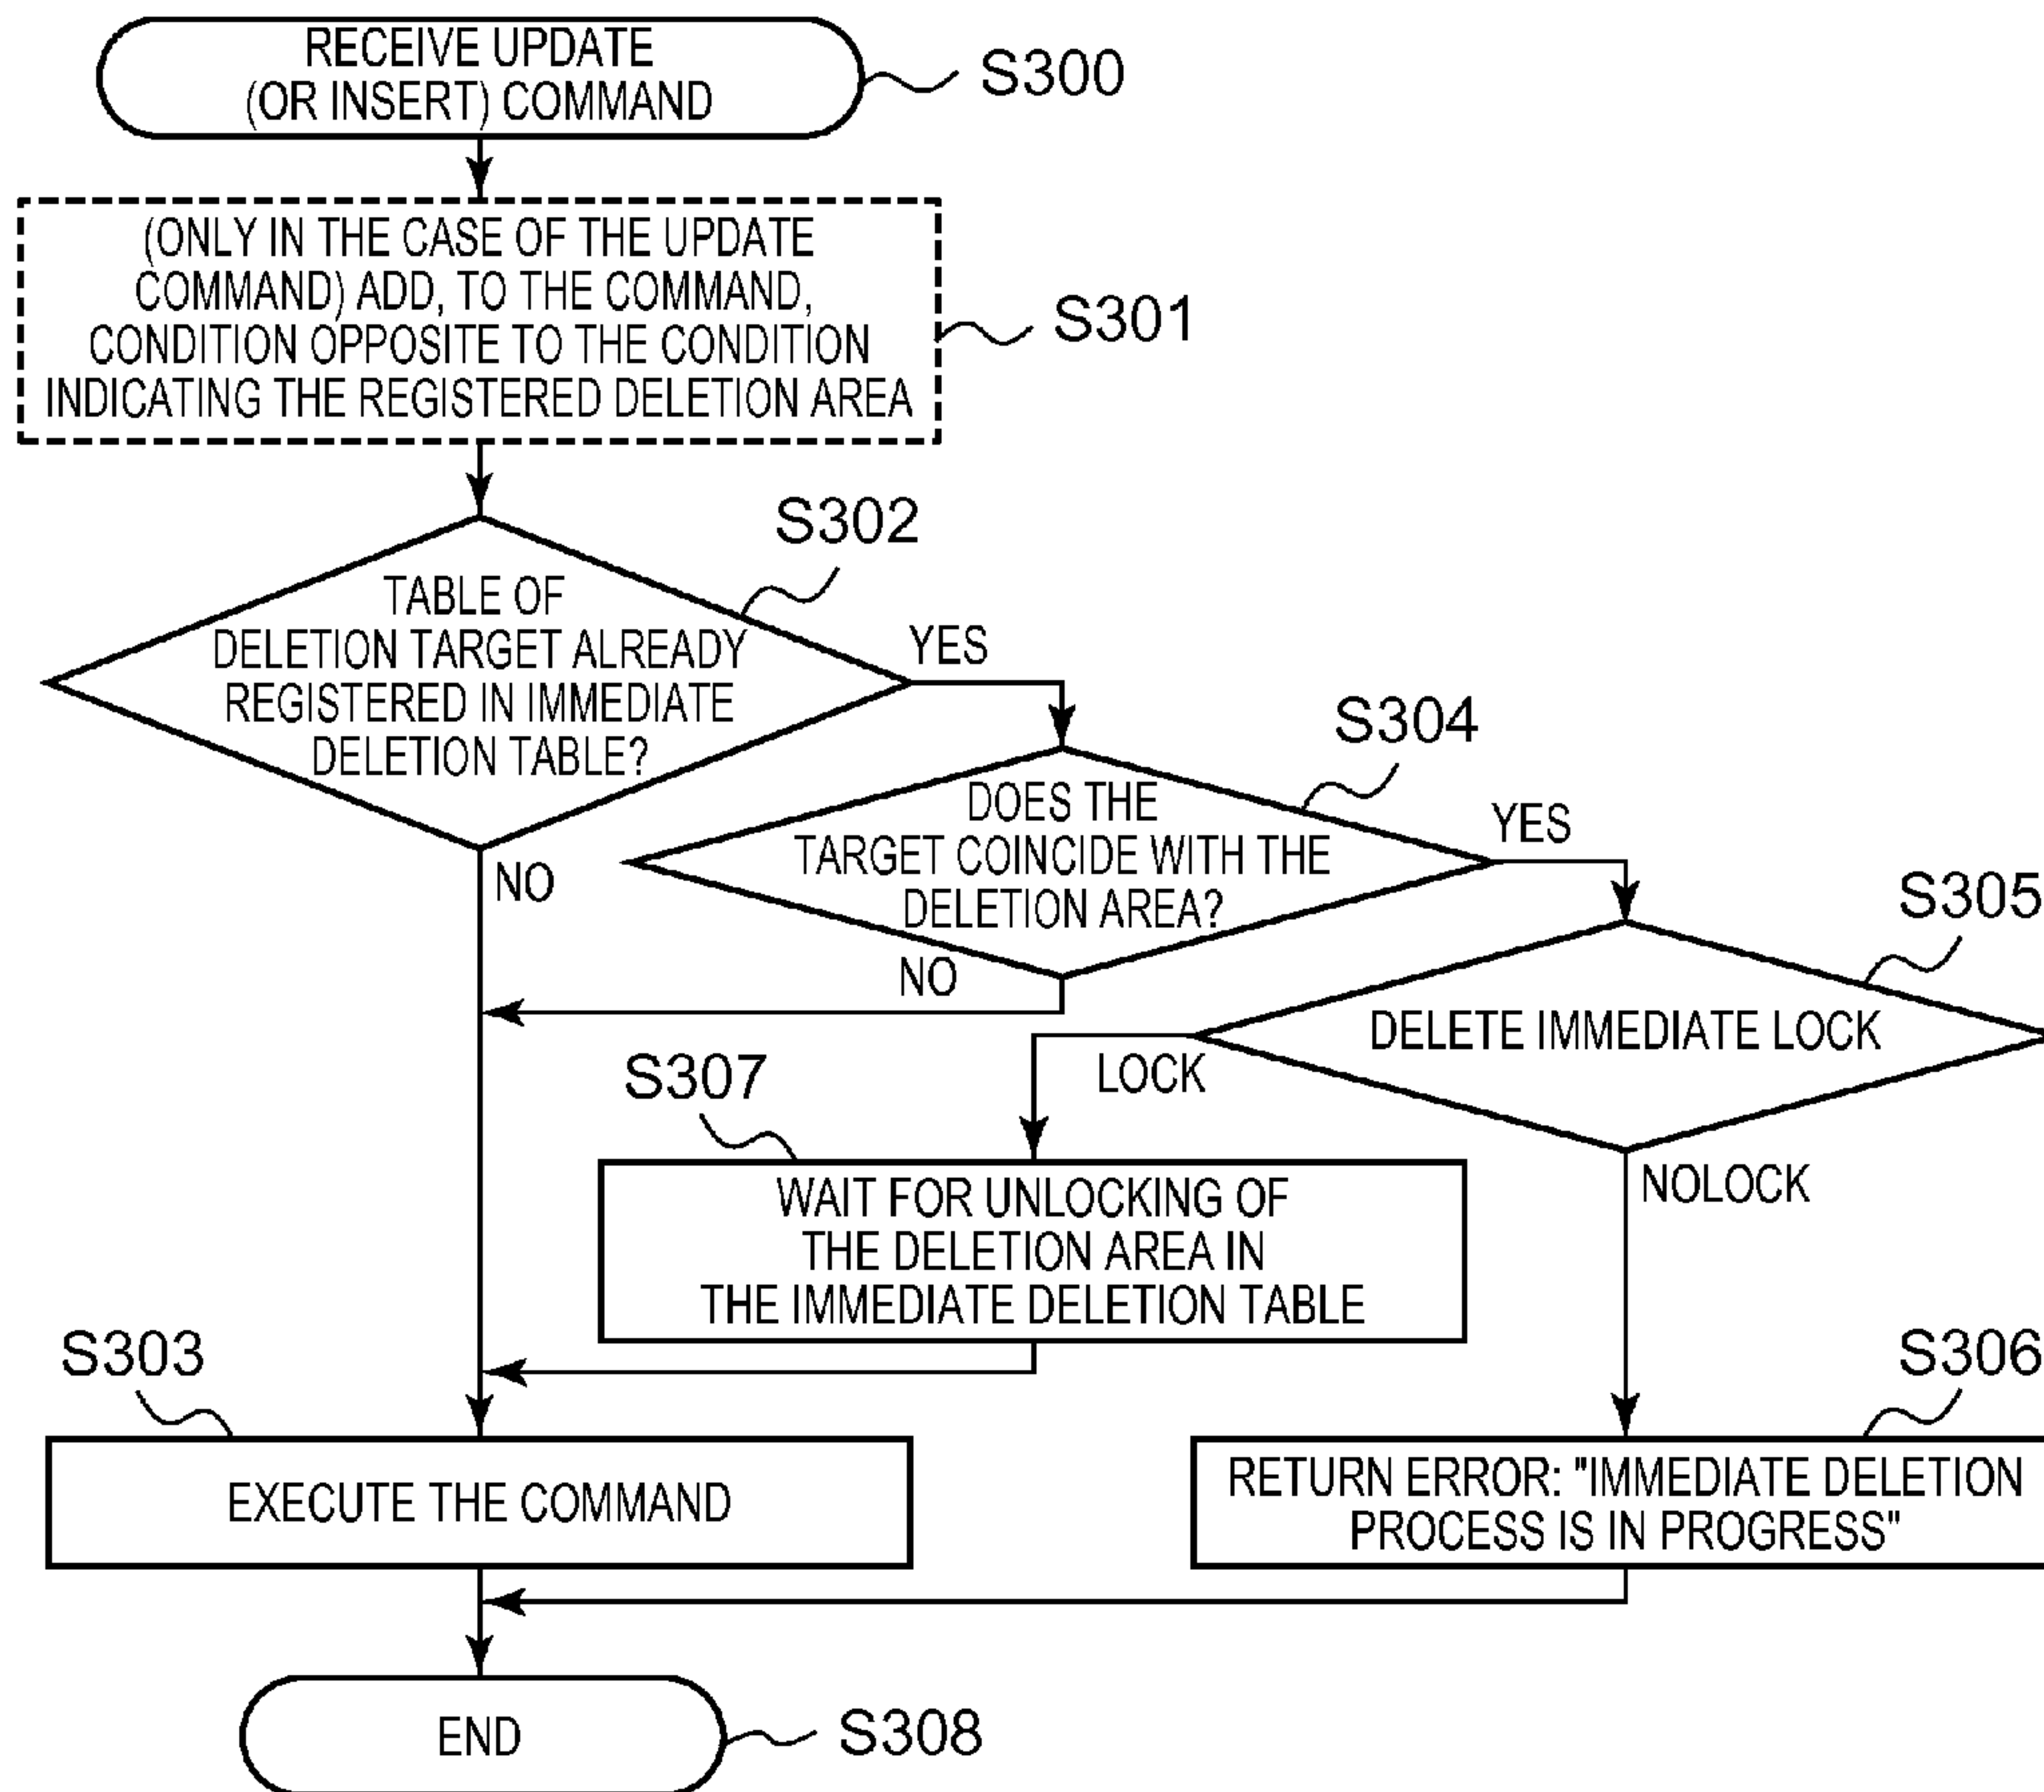 RECEIVE UPDATE
(OR INSERT) COMMAND
S300
(ONLY IN THE CASE OF THE UPDATE
COMMAND) ADD, TO THE COMMAND,
CONDITION OPPOSITE TO THE CONDITION
INDICATING THE REGISTERED DELETION AREA
S301
S302
TABLE OF
DELETION TARGET ALREADY
REGISTERED IN IMMEDIATE
DELETION TABLE?
YES
NO
S304
DOES THE
TARGET COINCIDE WITH THE
DELETION AREA?
YES
NO
S305
DELETE IMMEDIATE LOCK
LOCK
NOLOCK
S307
WAIT FOR UNLOCKING OF
THE DELETION AREA IN
THE IMMEDIATE DELETION TABLE
S303
EXECUTE THE COMMAND
S306
RETURN ERROR: "IMMEDIATE DELETION
PROCESS IS IN PROGRESS"
END
S308